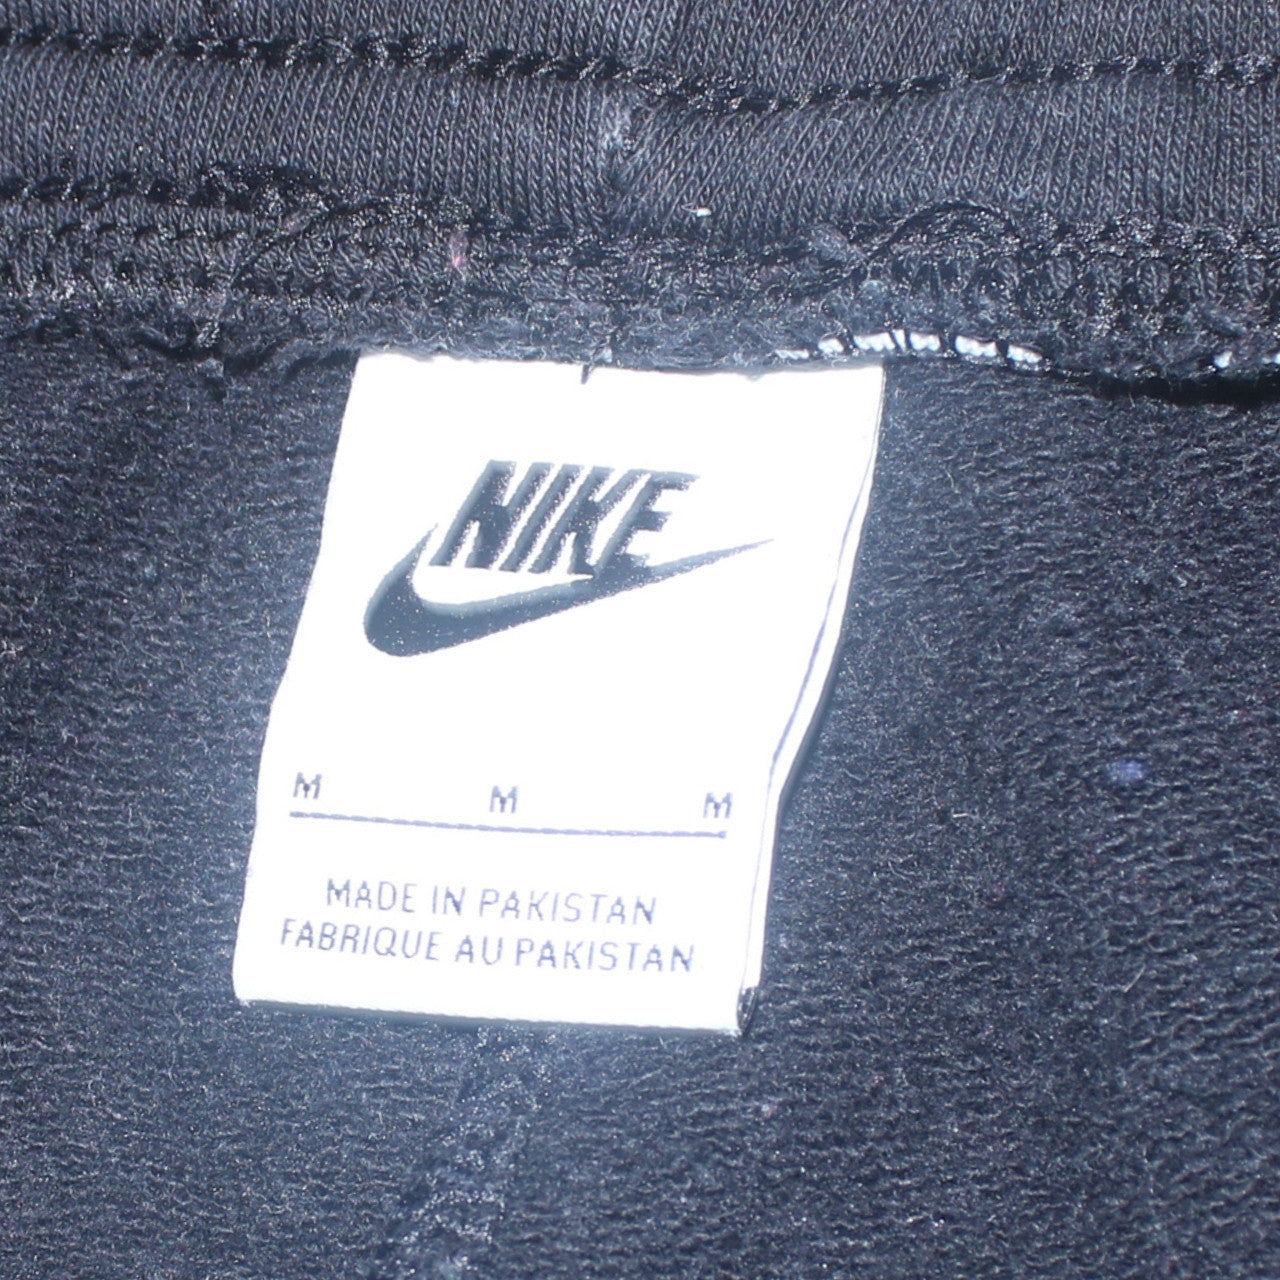 NIKE
M M M
MADE IN PAKISTAN
FABRIQUE AU PAKISTAN